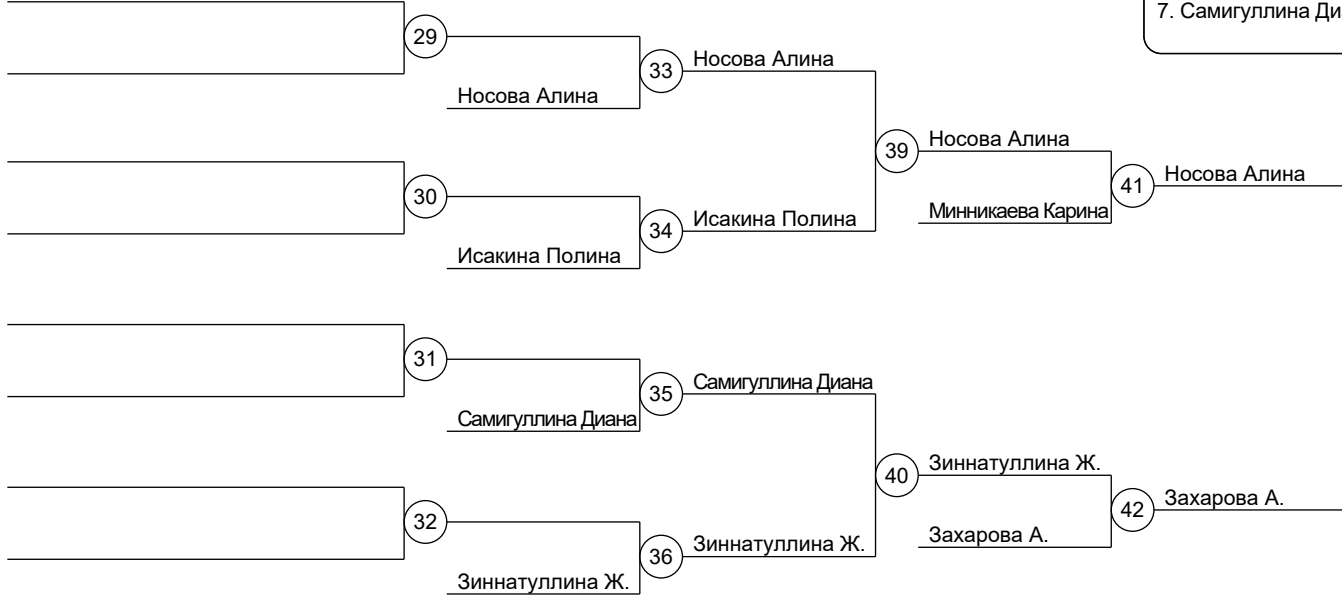 7. Самигуллина Ди
29
Носова Алина
33
Носова Алина
Носова Алина
39
Носова Алина
41
30
Исакина Полина
34
Минникаева Карина
Исакина Полина
31
Самигуллина Диана
35
Самигуллина Диана
Зиннатуллина Ж.
40
Захарова А.
42
32
Захарова А.
Зиннатуллина Ж.
36
Зиннатуллина Ж.